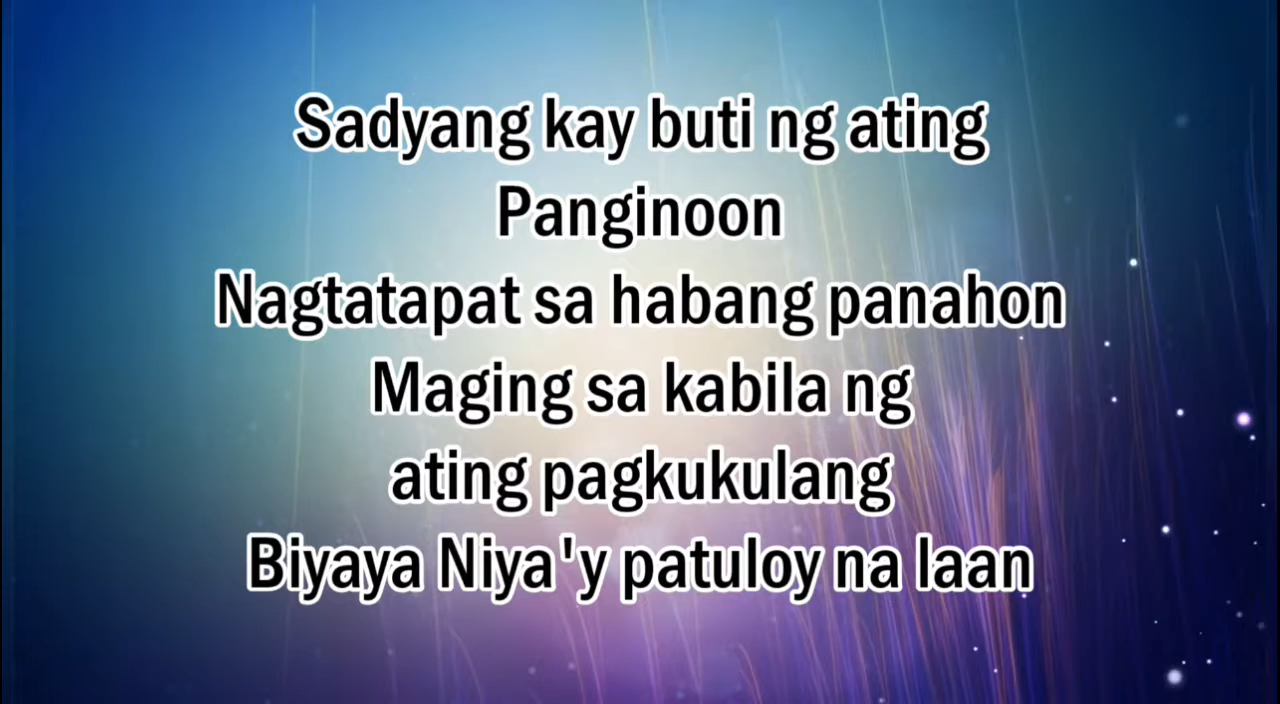 Sadyang kay buti ng ating
Panginoon
Nagtatapat sa habang panahon
Maging sa kabila ng
ating pagkukulang
Biyaya Niya'y patuloy na laan